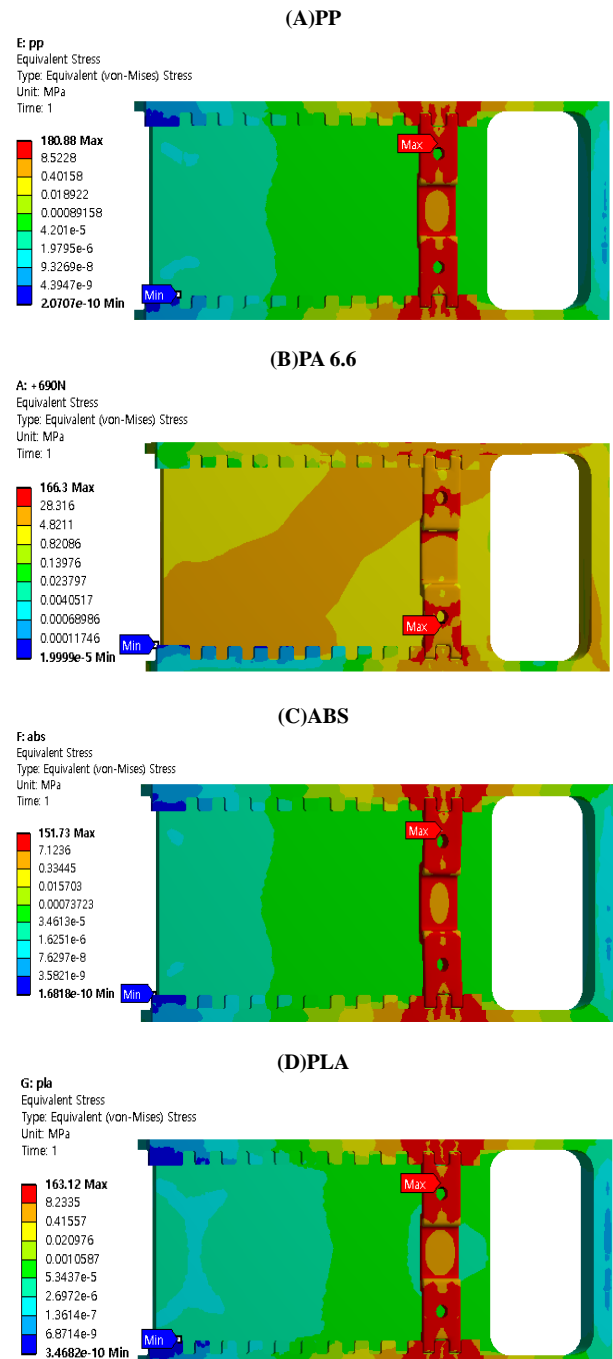 (A)PP
E: pp
Equivalent Stress
Type: Equivalent (von-Mises) Stress
Unit: MPa
Time: 1
180.88 Max
8.5228
0.40158
0.018922
0.00089158
4.201e-5
1.9795e-6
9.3269e-8
4.3947e-9
2.0707e-10 Min
Max
Min
(B)PA 6.6
A: +690N
Equivalent Stress
Type: Equivalent (von-Mises) Stress
Unit: MPa
Time: 1
166.3 Max
28.316
4.8211
0.82086
0.13976
0.023797
0.0040517
0.00068986
0.00011746
1.9999e-5 Min
Max
Min
(C)ABS
F: abs
Equivalent Stress
Type: Equivalent (von-Mises) Stress
Unit: MPa
Time: 1
151.73 Max
7.1236
0.33445
0.015703
0.00073723
3.4613e-5
1.6251e-6
7.6297e-8
3.5821e-9
1.6818e-10 Min
Max
Min
(D)PLA
G: pla
Equivalent Stress
Type: Equivalent (von-Mises) Stress
Unit: MPa
Time: 1
163.12 Max
8.2335
0.41557
0.020976
0.0010587
5.3437e-5
2.6972e-6
1.3614e-7
6.8714e-9
3.4682e-10 Min
Max
Min